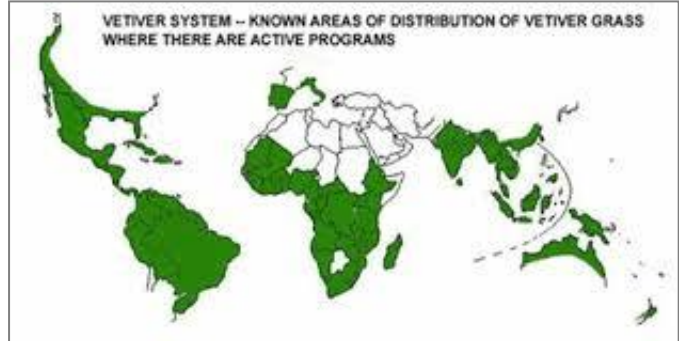 VETIVER SYSTEM -- KNOWN AREAS OF DISTRIBUTION OF VETIVER GRASS
WHERE THERE ARE ACTIVE PROGRAMS